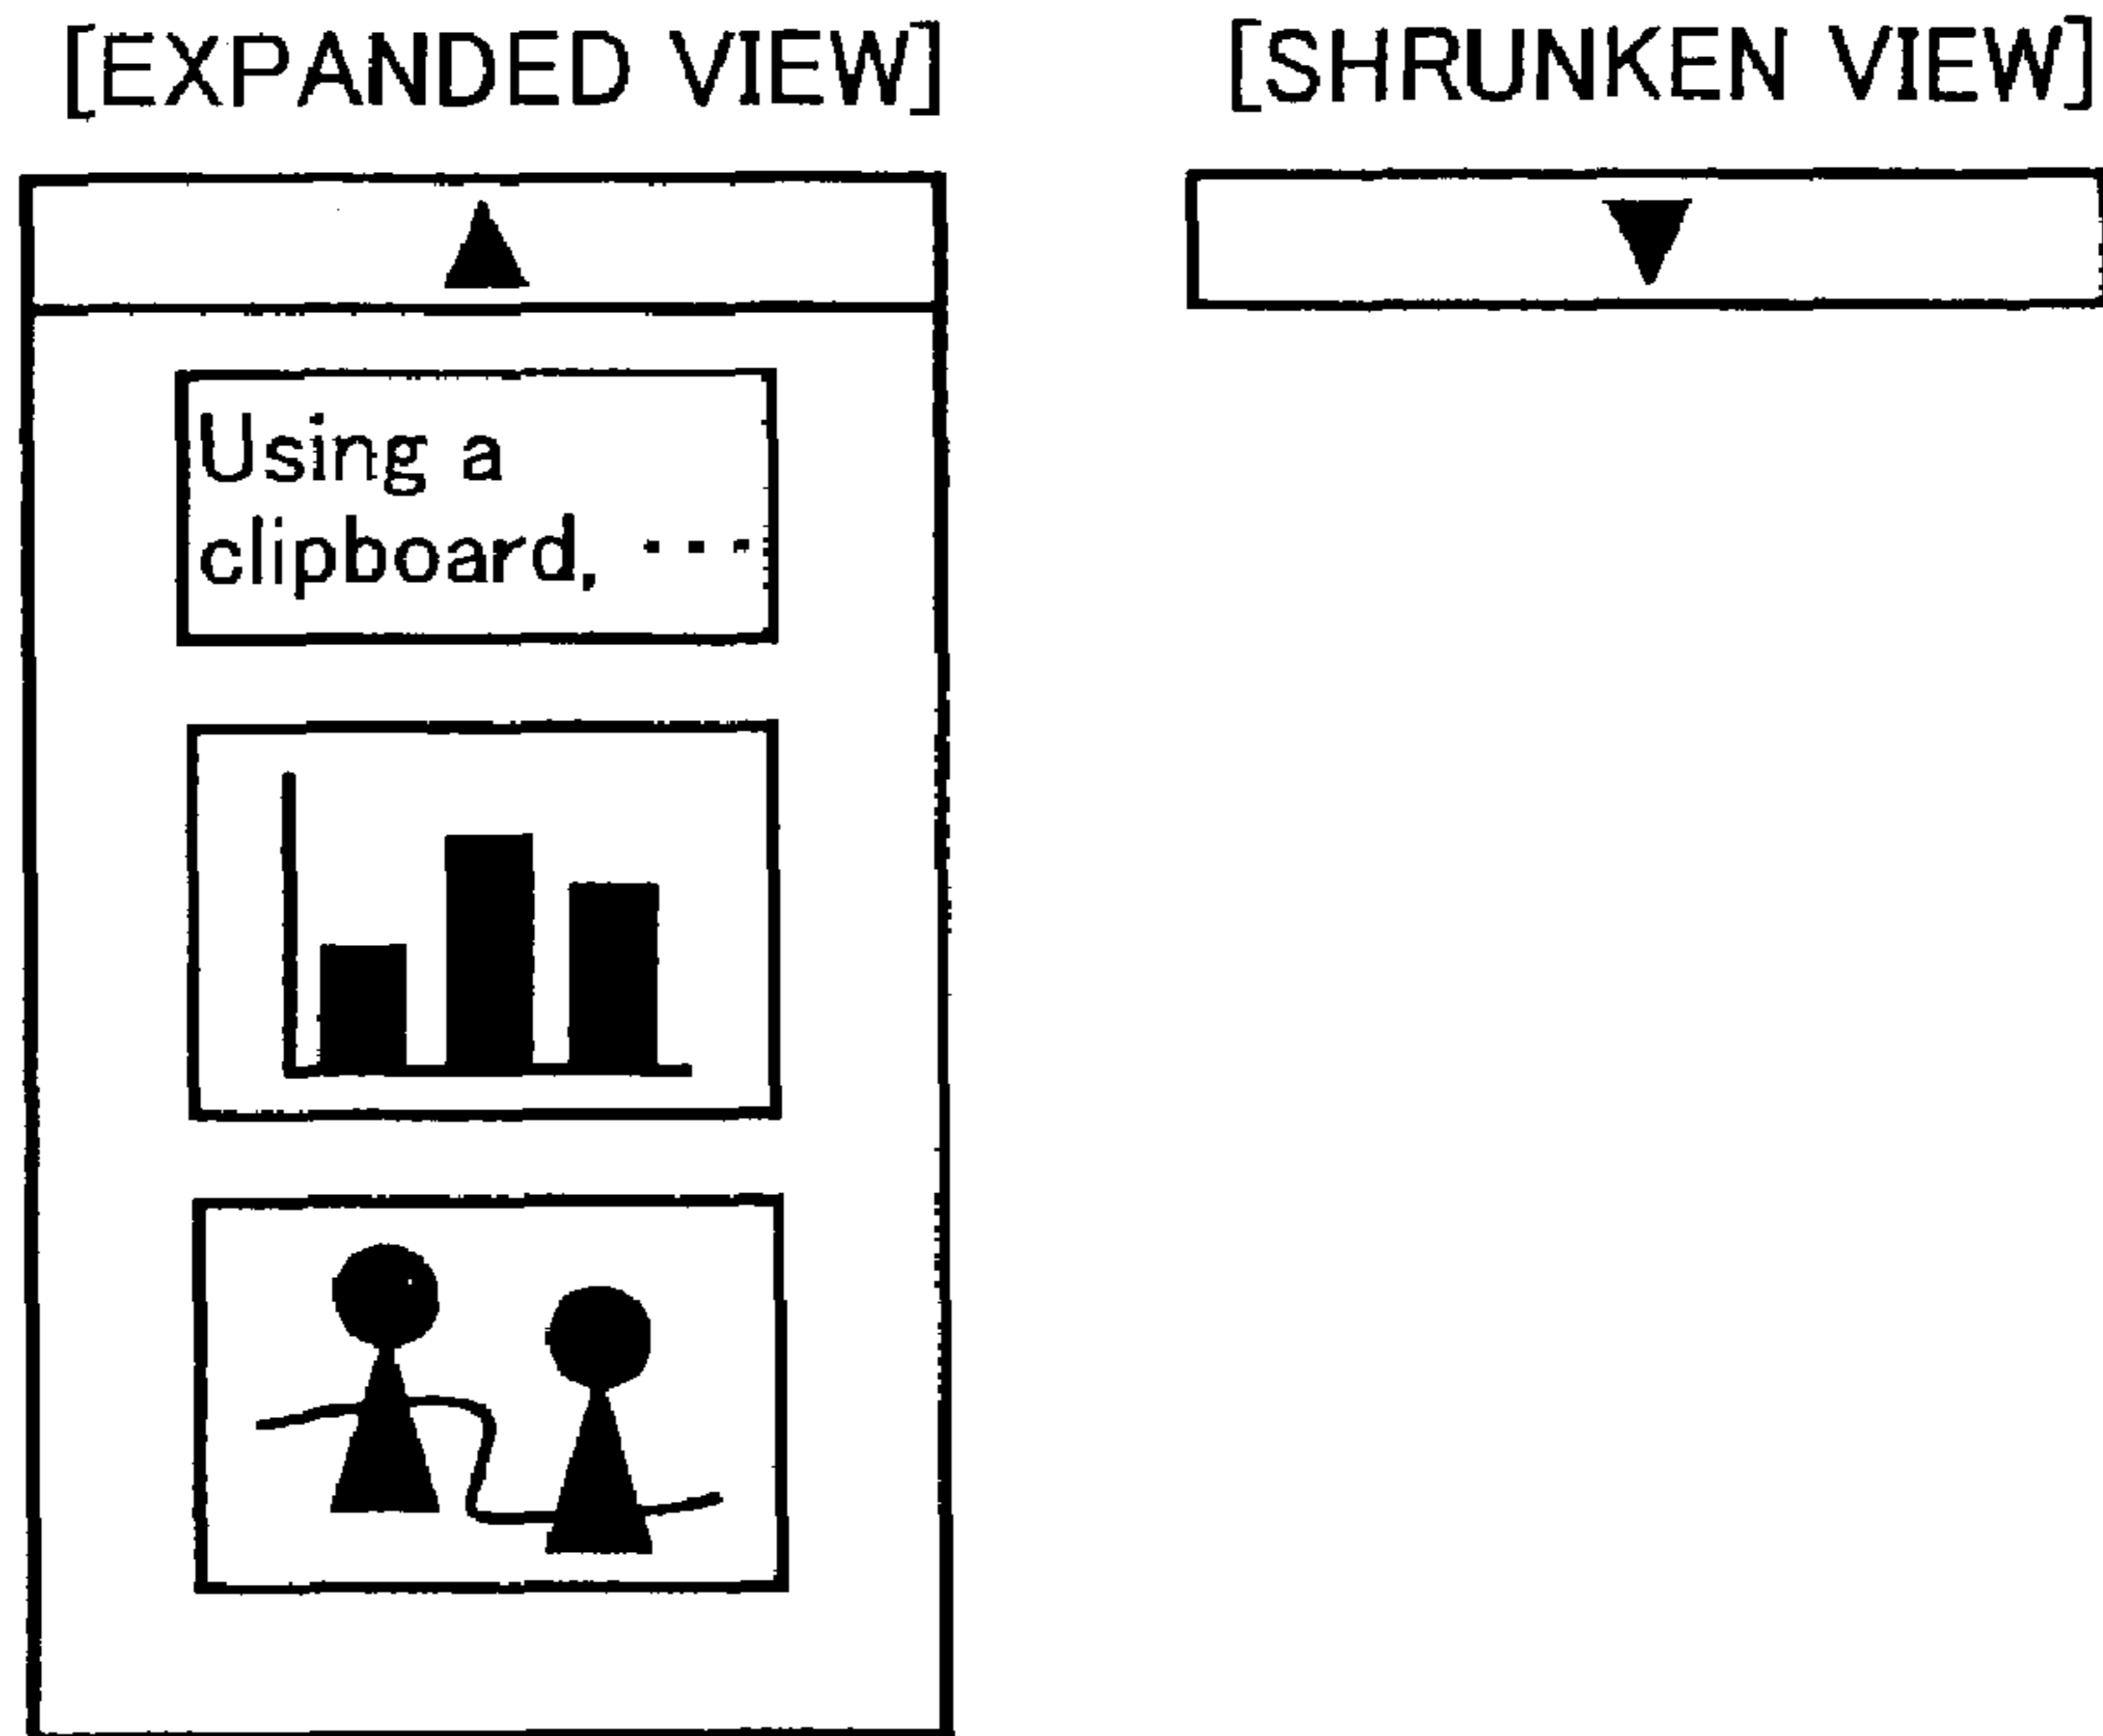 [EXPANDED VIEW]
[SHRUNKEN VIEW]
Using a
clipboard, ···